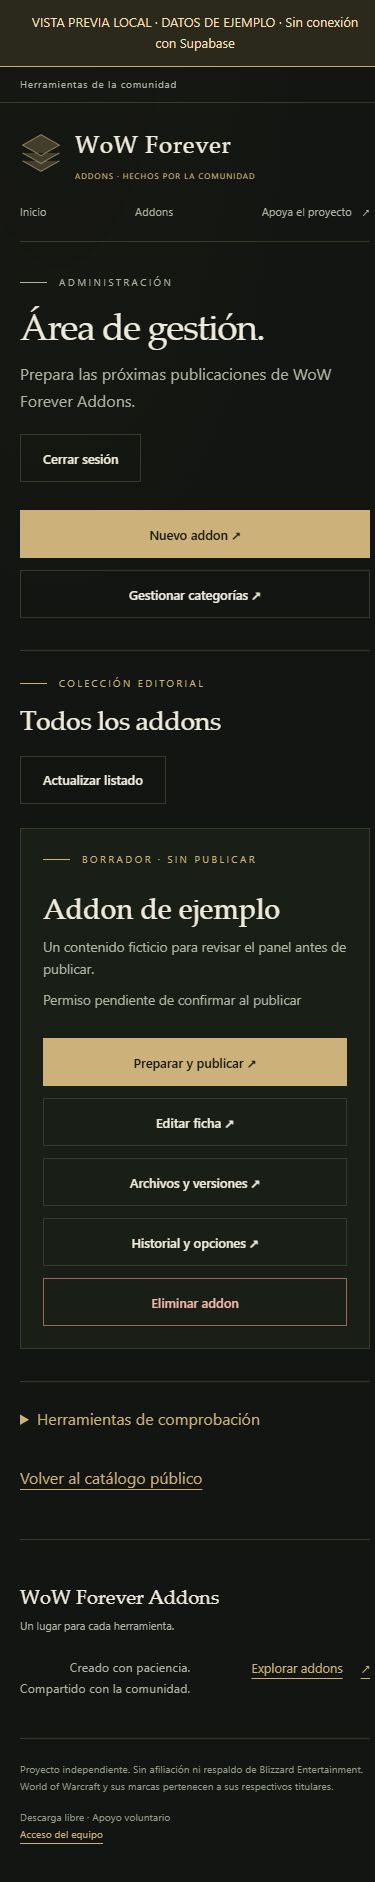 VISTA PREVIA LOCAL · DATOS DE EJEMPLO · Sin conexión
con Supabase
Herramientas de la comunidad
WoW Forever
ADDONS · HECHOS POR LA COMUNIDAD
Inicio Addons Apoya el proyecto ↗
ADMINISTRACIÓN
Área de gestión.
Prepara las próximas publicaciones de WoW
Forever Addons.
Cerrar sesión
Nuevo addon ↗
Gestionar categorías ↗
COLECCIÓN EDITORIAL
Todos los addons
Actualizar listado
BORRADOR · SIN PUBLICAR
Addon de ejemplo
Un contenido ficticio para revisar el panel antes de
publicar.
Permiso pendiente de confirmar al publicar
Preparar y publicar ↗
Editar ficha ↗
Archivos y versiones ↗
Historial y opciones ↗
Eliminar addon
▶ Herramientas de comprobación
Volver al catálogo público
WoW Forever Addons
Un lugar para cada herramienta.
Creado con paciencia.
Compartido con la comunidad.
Explorar addons ↗
Proyecto independiente. Sin afiliación ni respaldo de Blizzard Entertainment.
World of Warcraft y sus marcas pertenecen a sus respectivos titulares.
Descarga libre · Apoyo voluntario
Acceso del equipo